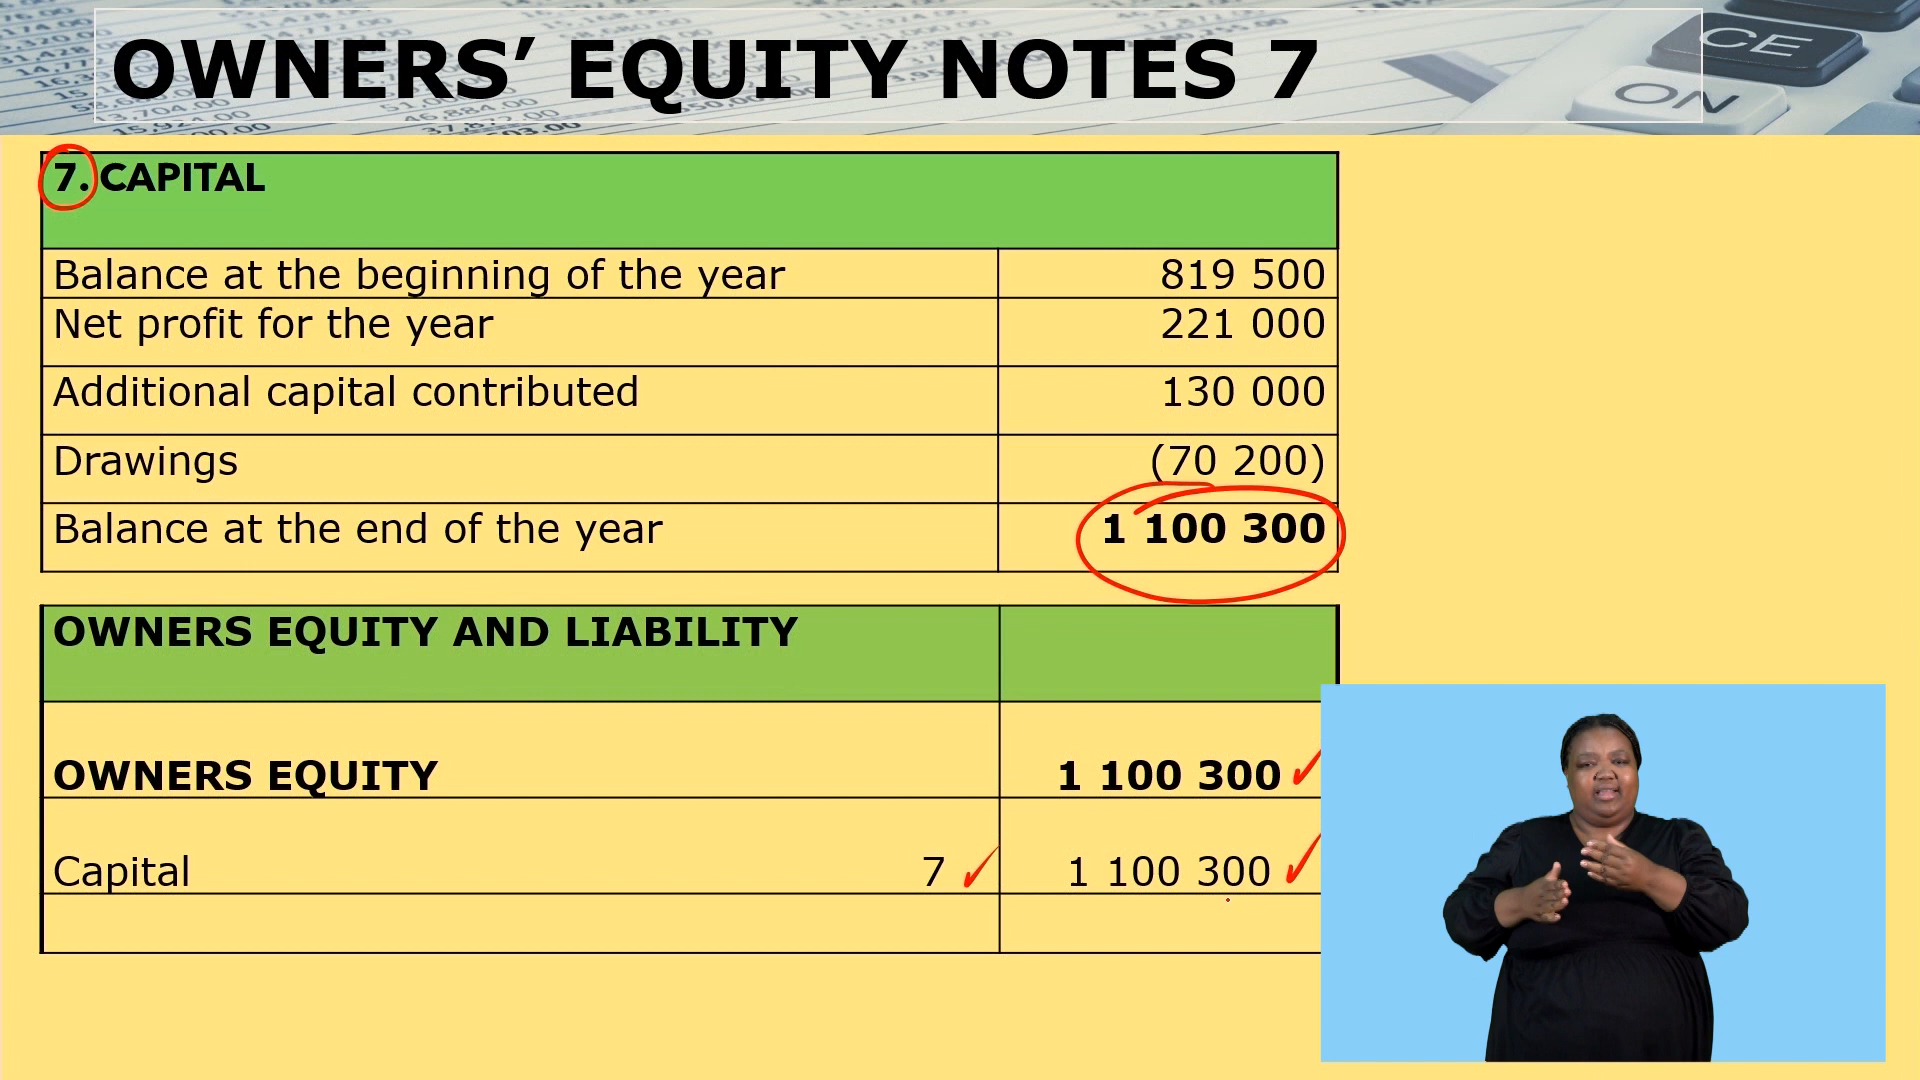 OWNERS’ EQUITY NOTES 7
CE
ON
7. CAPITAL
Balance at the beginning of the year 819 500
Net profit for the year 221 000
Additional capital contributed 130 000
Drawings (70 200)
Balance at the end of the year 1 100 300
OWNERS EQUITY AND LIABILITY
OWNERS EQUITY 1 100 300
Capital 7 1 100 300